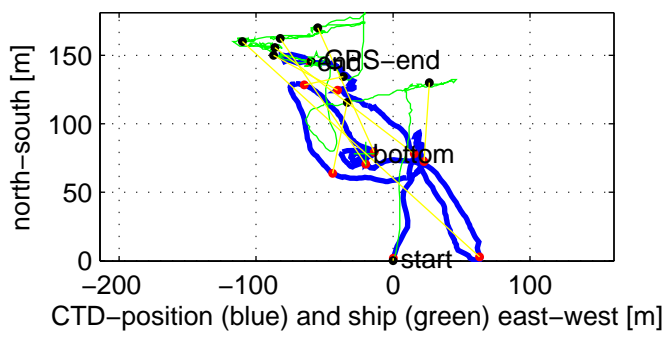 150
100
50
0
north−south [m]
GPS−end
end
bottom
start
−200
−100
0
100
CTD−position (blue) and ship (green) east−west [m]